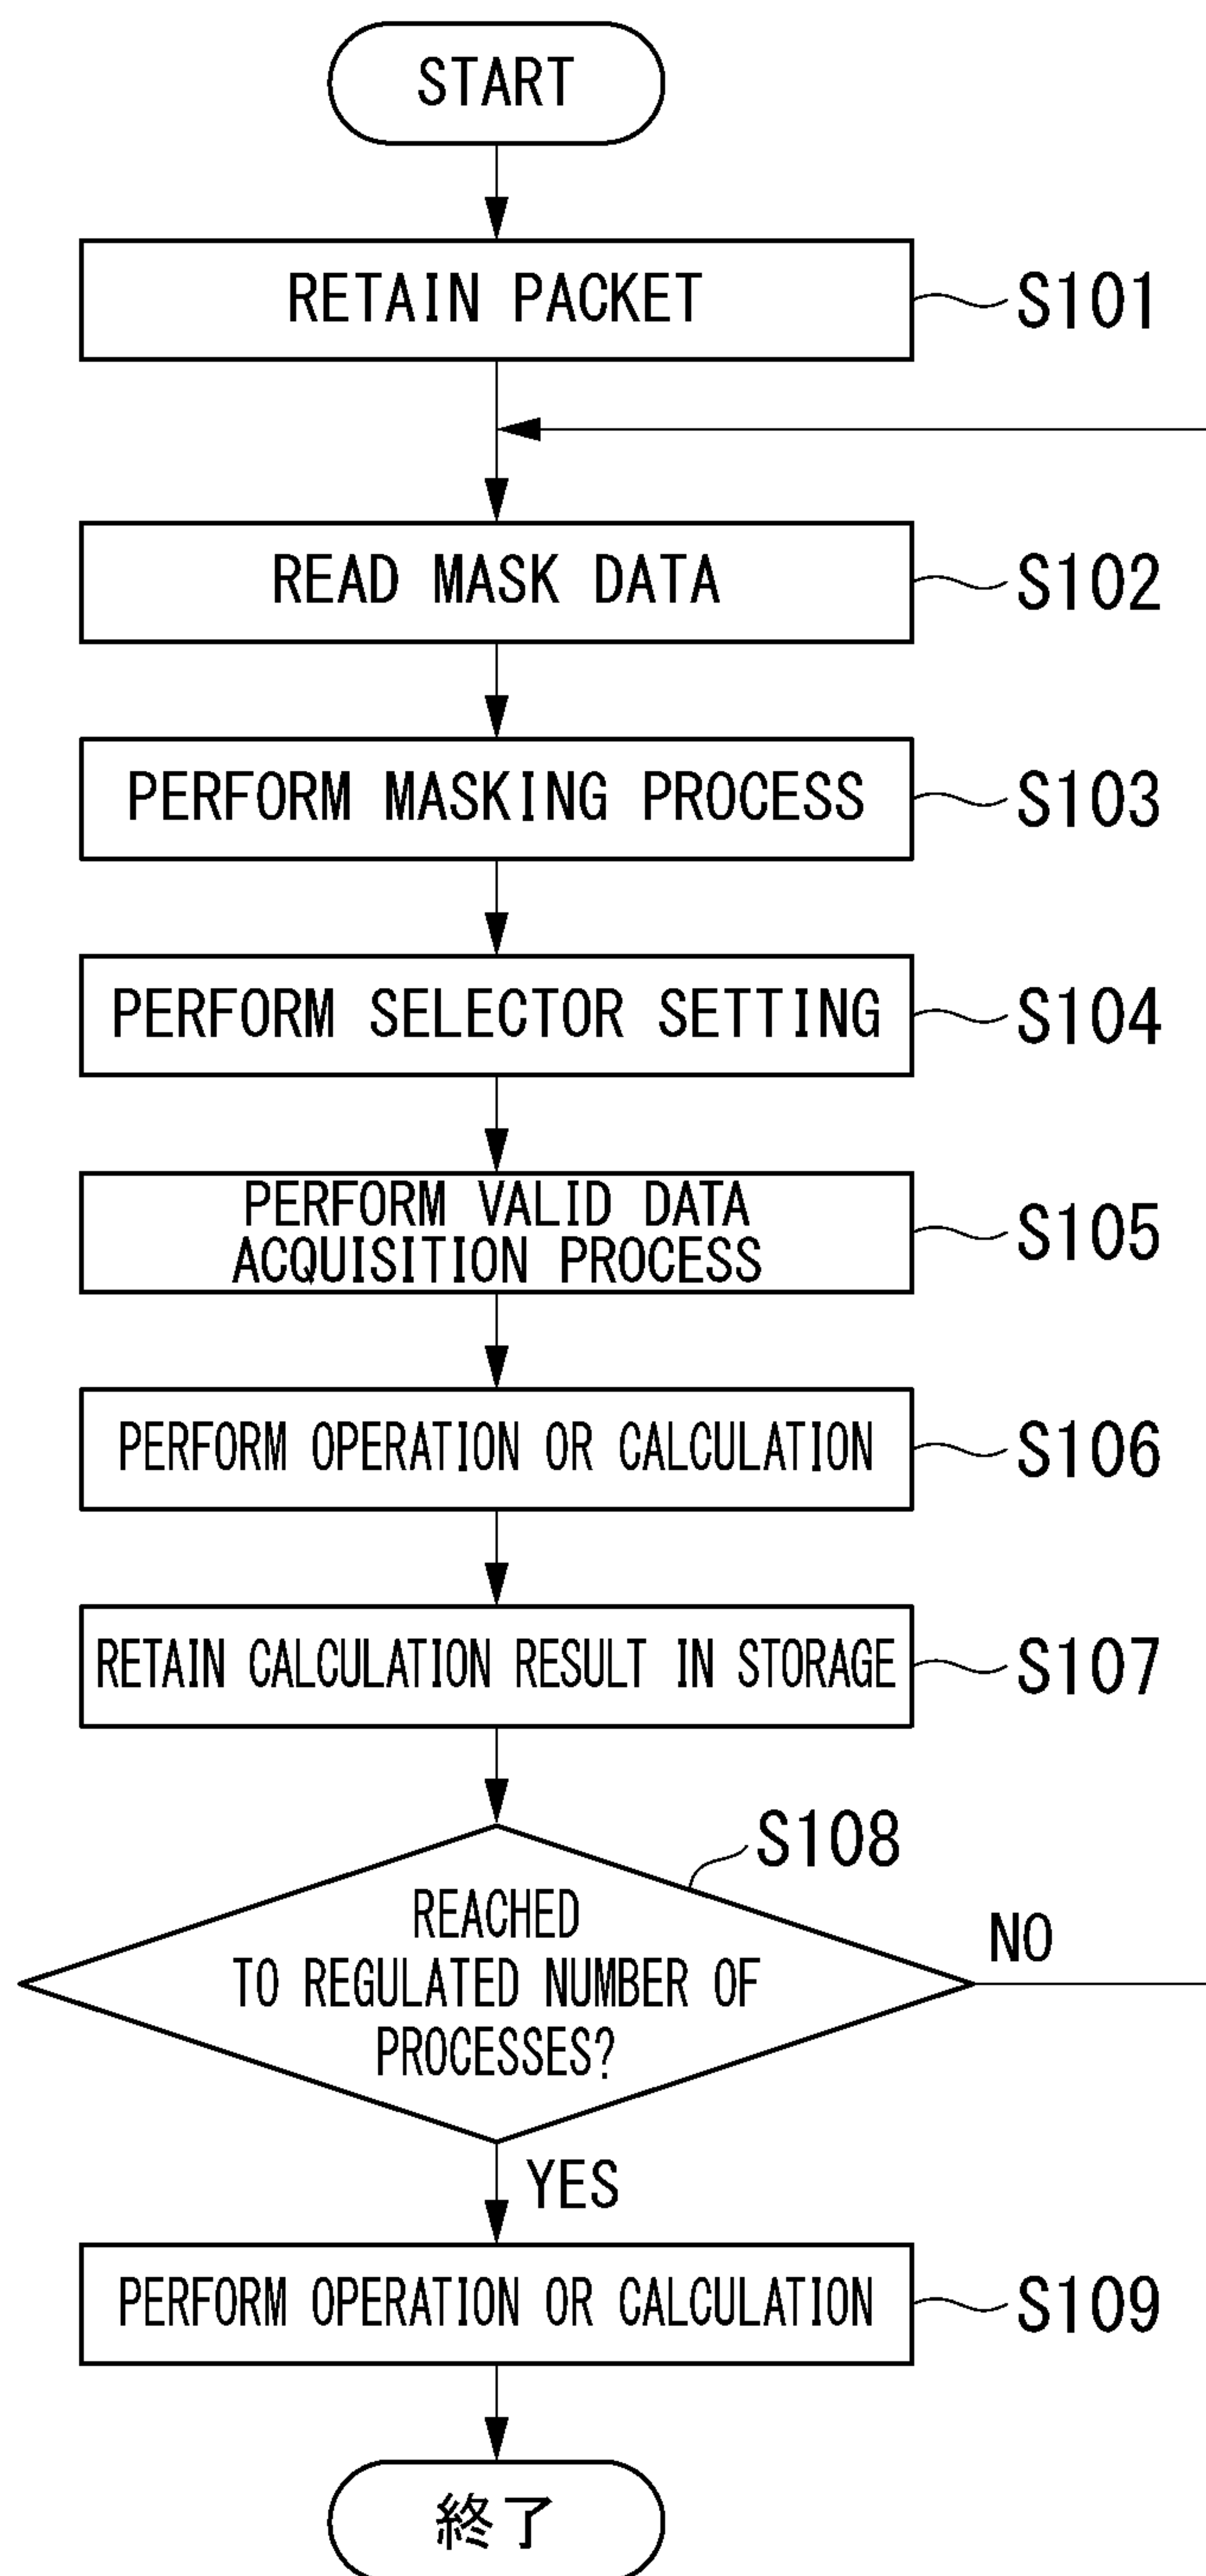 START
RETAIN PACKET
S101
READ MASK DATA
S102
PERFORM MASKING PROCESS
S103
PERFORM SELECTOR SETTING
S104
PERFORM VALID DATA
ACQUISITION PROCESS
S105
PERFORM OPERATION OR CALCULATION
S106
RETAIN CALCULATION RESULT IN STORAGE
S107
S108
REACHED
TO REGULATED NUMBER OF
PROCESSES?
NO
YES
PERFORM OPERATION OR CALCULATION
S109
終了